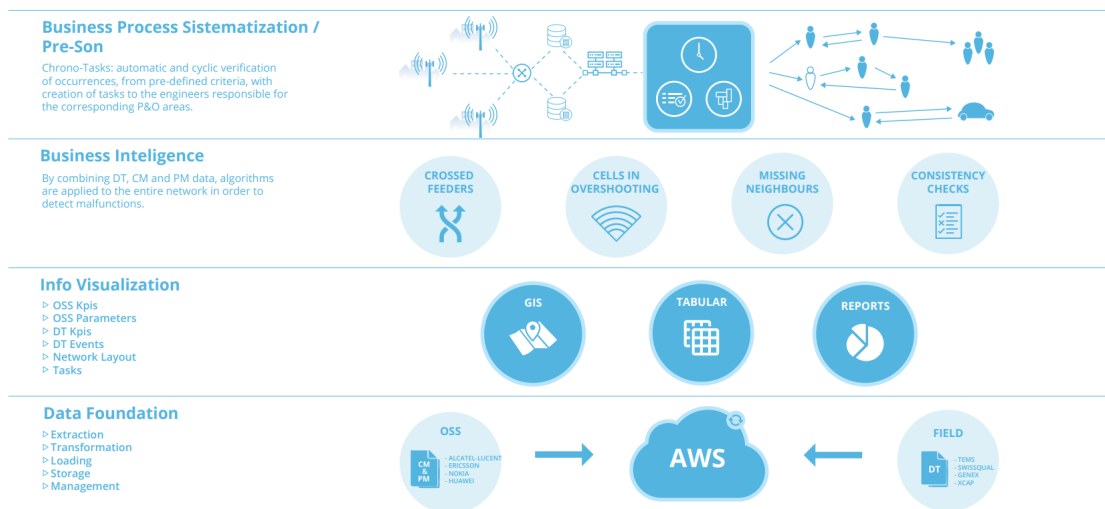 Business Process Sistematization /
Pre-Son
Chrono-Tasks: automatic and cyclic verification
of occurrences, from pre-defined criteria, with
creation of tasks to the engineers responsible for
the corresponding P&O areas.
Business Inteligence
By combining DT, CM and PM data, algorithms
are applied to the entire network in order to
detect malfunctions.
CROSSED
FEEDERS
CELLS IN
OVERSHOOTING
MISSING
NEIGHBOURS
CONSISTENCY
CHECKS
Info Visualization
OSS Kpis
OSS Parameters
DT Kpis
DT Events
Network Layout
Tasks
GIS
TABULAR
REPORTS
Data Foundation
Extraction
Transformation
Loading
Storage
Management
OSS
CM
&
PM
- ALCATEL-LUCENT
- ERICSSON
- NOKIA
- HUAWEI
AWS
FIELD
DT
- TEMS
- SWISSQUAL
- GENEX
- XCAP